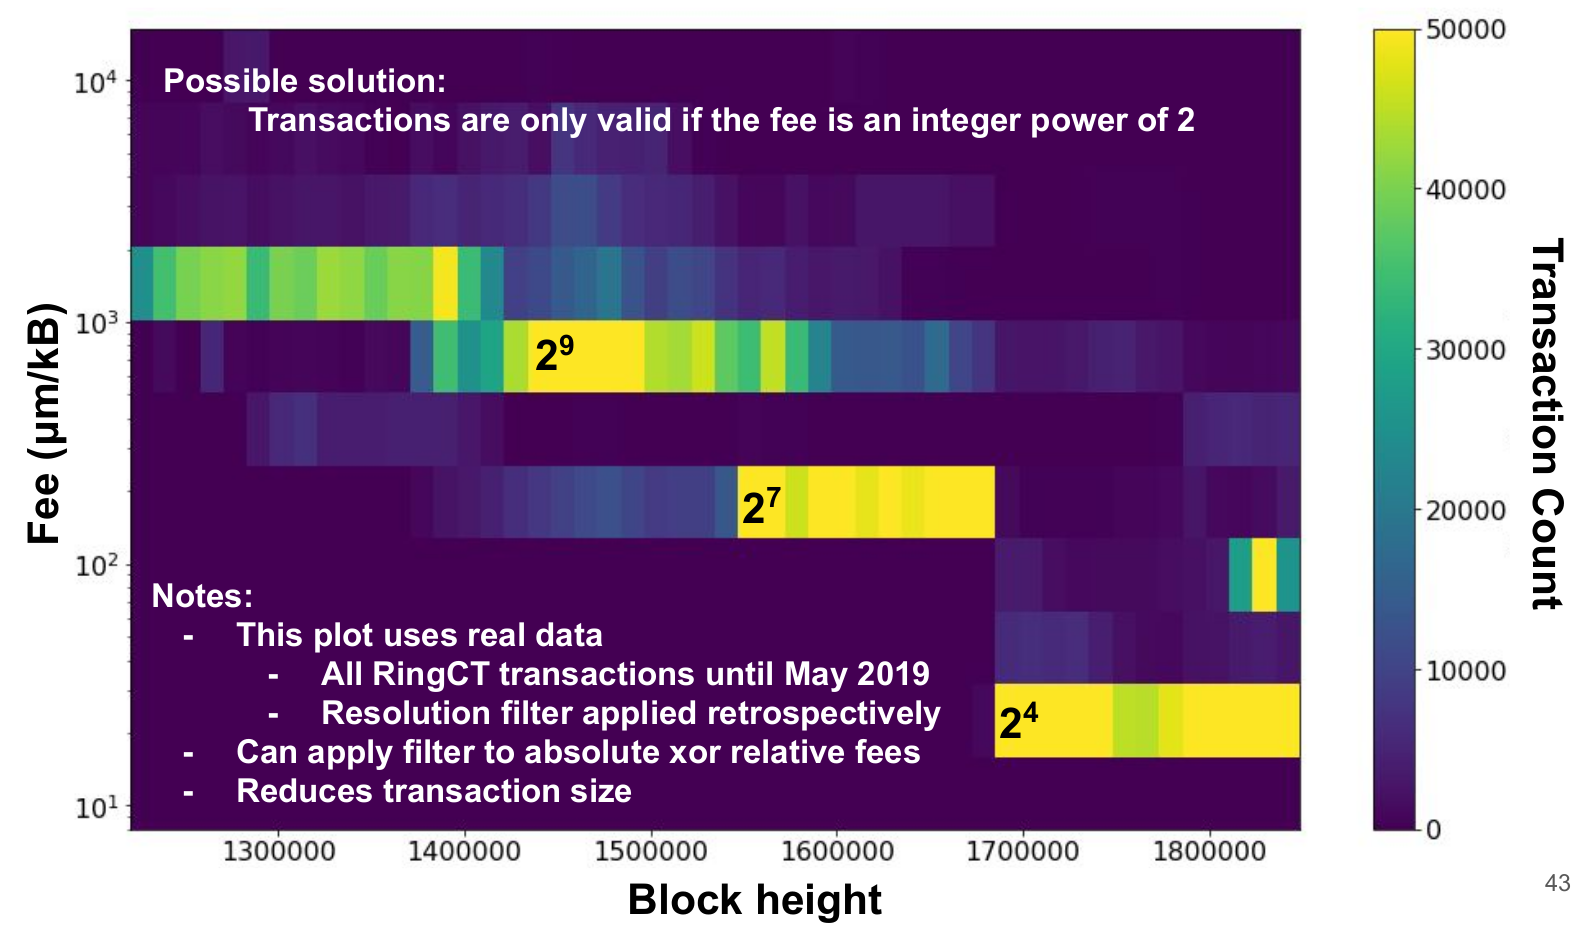 Possible solution:
Transactions are only valid if the fee is an integer power of 2
10⁴
10³
10²
10¹
Fee (µm/kB)
2⁹
2⁷
2⁴
Notes:
- This plot uses real data
- All RingCT transactions until May 2019
- Resolution filter applied retrospectively
- Can apply filter to absolute xor relative fees
- Reduces transaction size
1300000 1400000 1500000 1600000 1700000 1800000
Block height
50000
40000
30000
20000
10000
0
Transaction Count
43